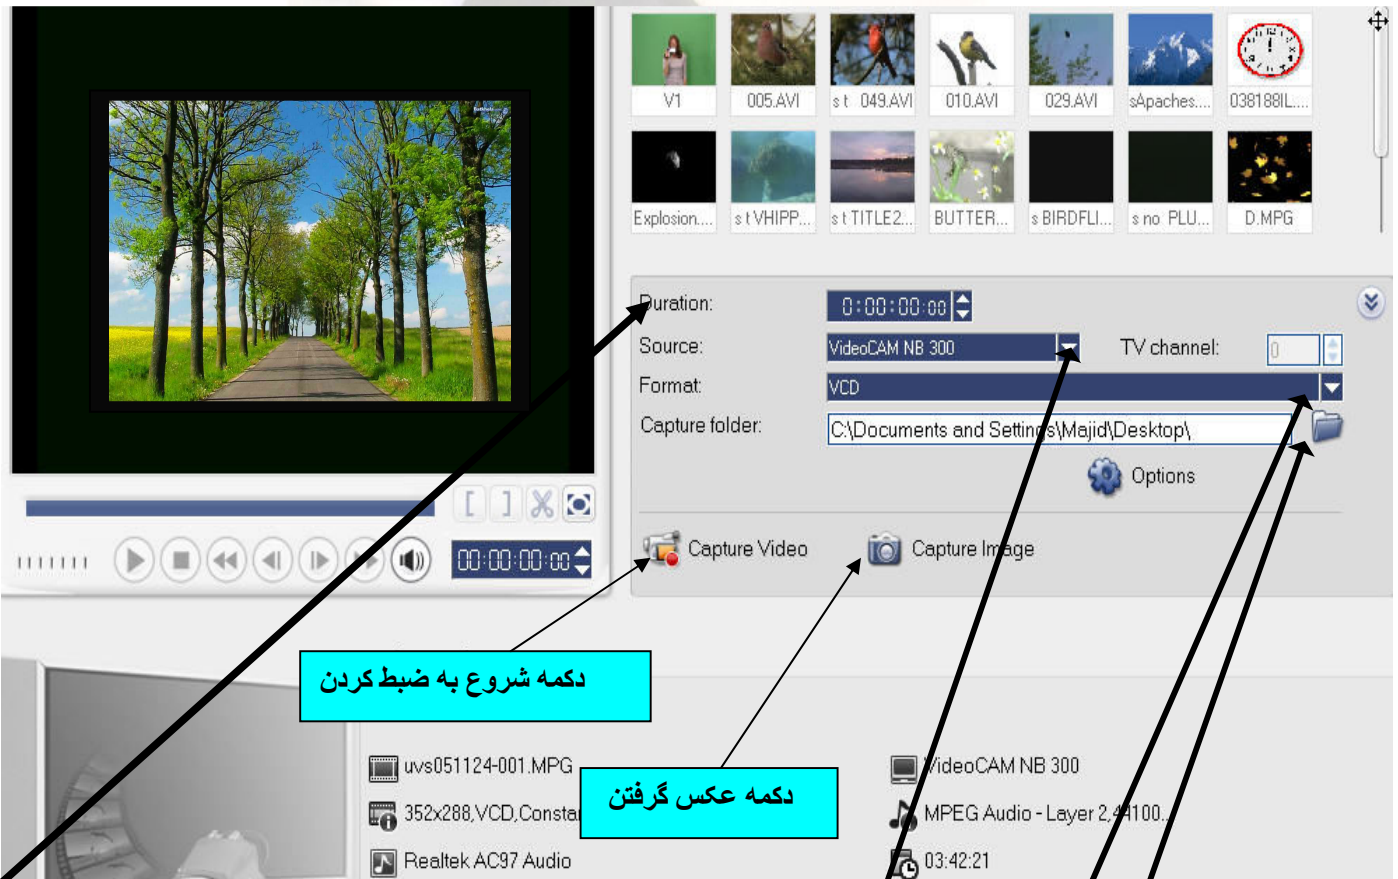 V1
005.AVI
s t 049.AVI
010.AVI
029.AVI
sApaches....
038188IL....
Explosion....
s t VHIPP...
s t TITLE2...
BUTTER...
s BIRDFLI...
s no PLU...
D.MPG
Duration:
0:00:00:00
Source:
VideoCAM NB 300
TV channel:
0
Format:
VCD
Capture folder:
C:\Documents and Settings\Majid\Desktop\
Options
Capture Video
Capture Image
00:00:00:00
دکمه شروع به ضبط کردن
دکمه عکس گرفتن
uvs051124-001.MPG
VideoCAM NB 300
352x288,VCD,Consta
MPEG Audio - Layer 2,44100...
Realtek AC97 Audio
03:42:21